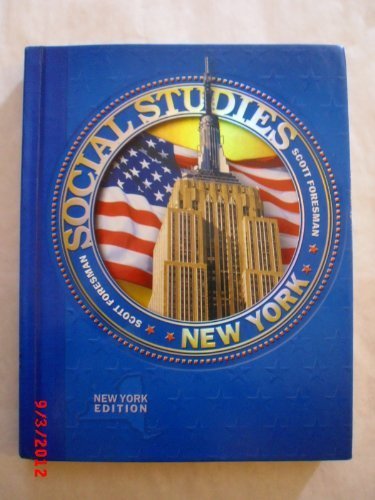 SOCIAL STUDIES
SCOTT FORESMAN
SCOTT FORESMAN
NEW YORK
NEW YORK
EDITION
9/3/2012